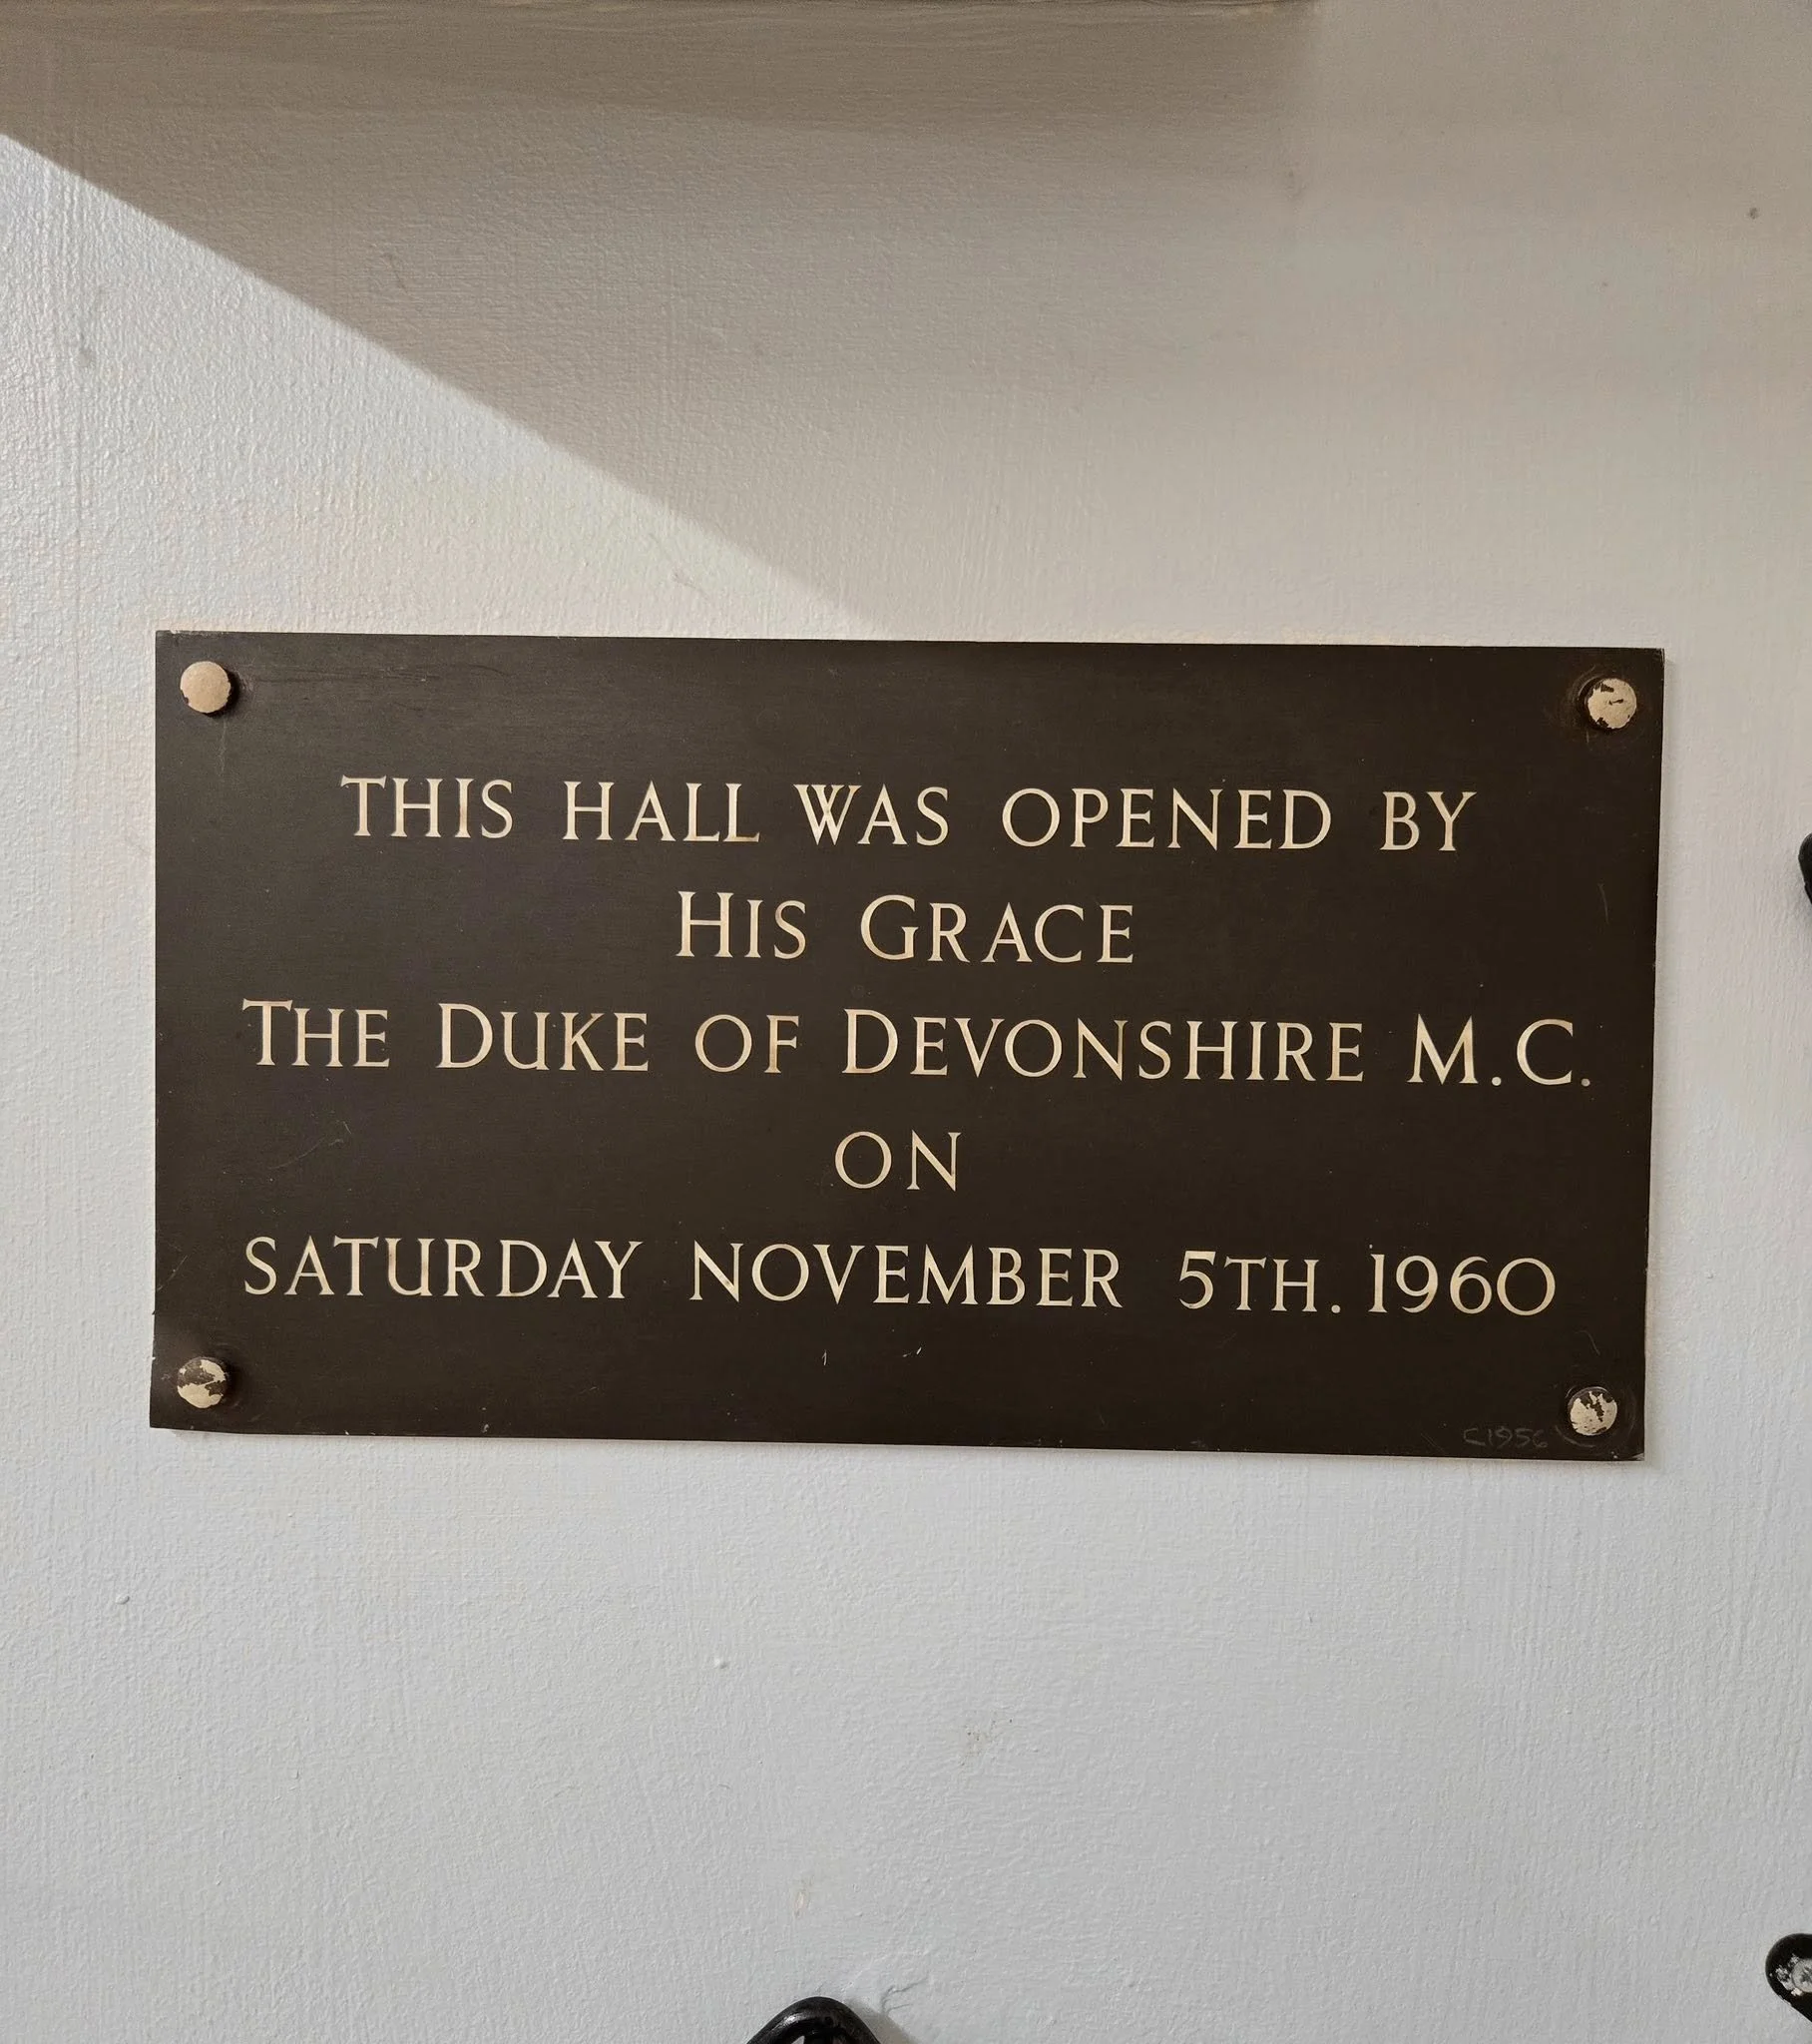 THIS HALL WAS OPENED BY
HIS GRACE
THE DUKE OF DEVONSHIRE M.C.
ON
SATURDAY NOVEMBER 5TH. 1960